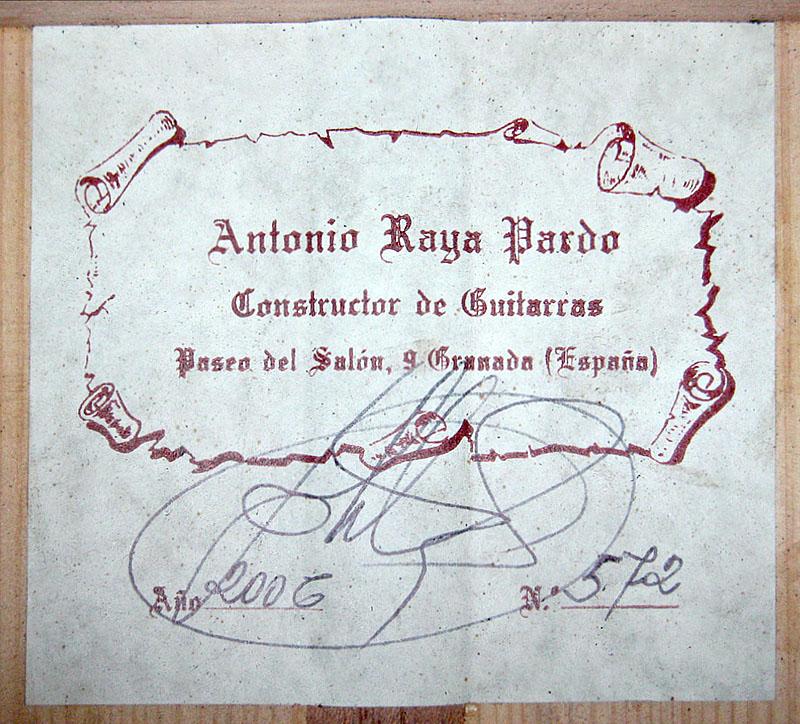 Antonio Raya Pardo
Constructor de Guitarras
Paseo del Salón, 9 Granada (España)
Año 2006 N.º 572